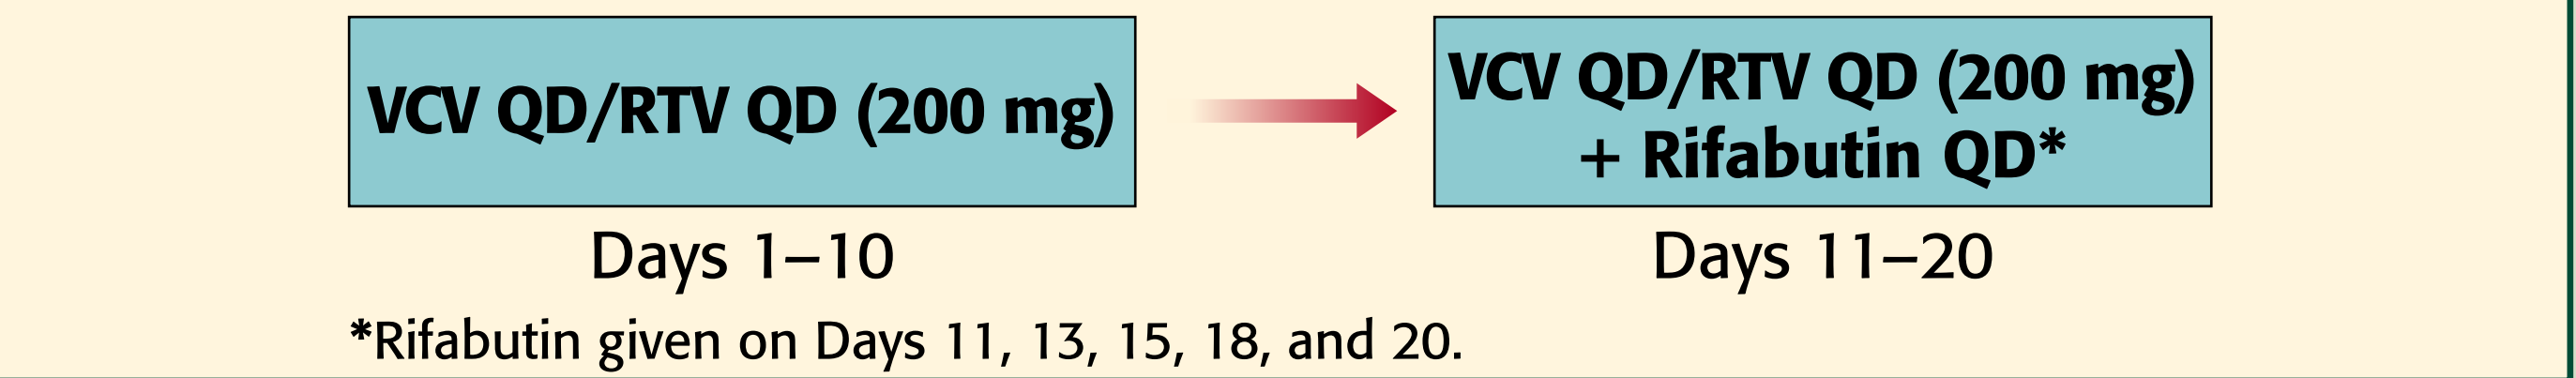 VCV QD/RTV QD (200 mg)
VCV QD/RTV QD (200 mg)
+ Rifabutin QD*
Days 1–10
Days 11–20
*Rifabutin given on Days 11, 13, 15, 18, and 20.